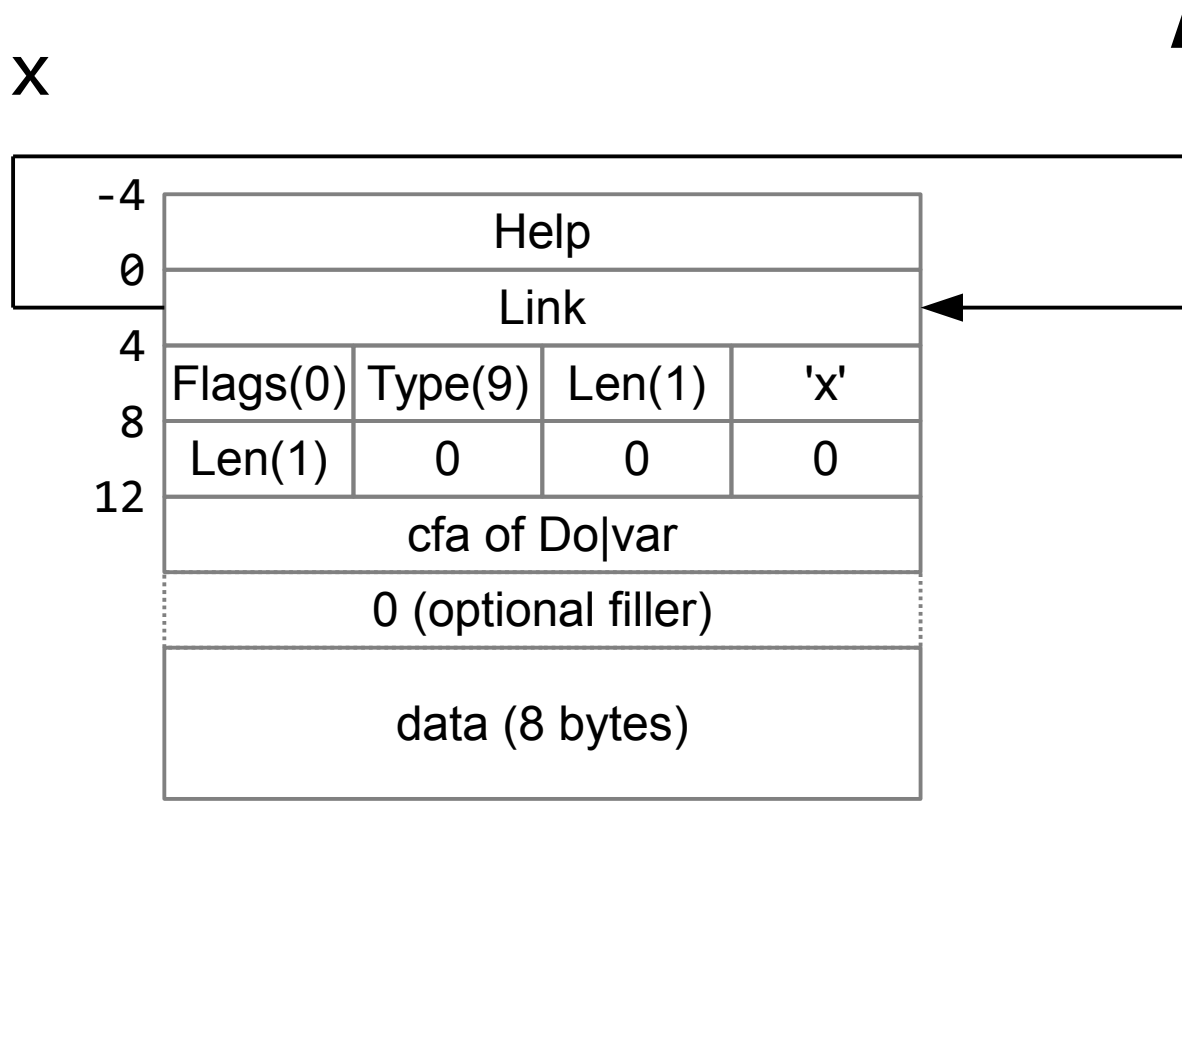 x
-4
Help
0
Link
4
Flags(0) Type(9) Len(1) 'x'
8
Len(1) 0 0 0
12
cfa of Do|var
0 (optional filler)
data (8 bytes)